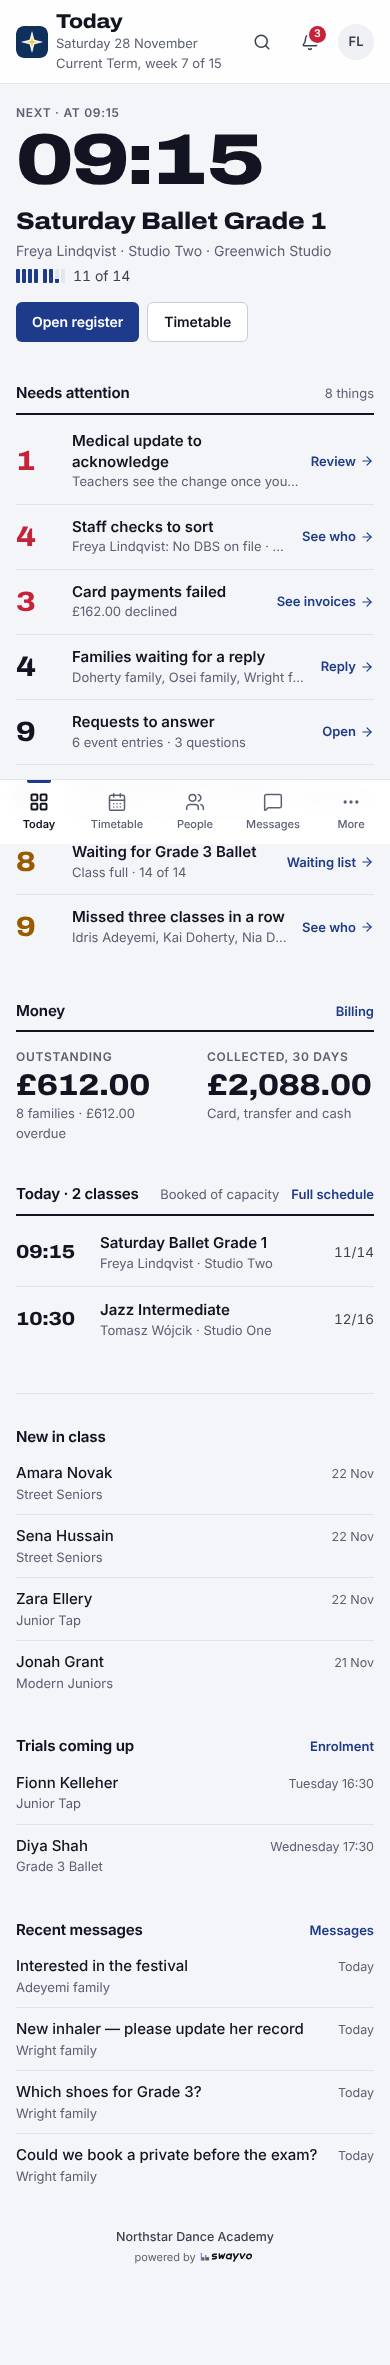 Today
Saturday 28 November
Current Term, week 7 of 15
3
FL
NEXT · AT 09:15
09:15
Saturday Ballet Grade 1
Freya Lindqvist · Studio Two · Greenwich Studio
11 of 14
Open register
Timetable
Needs attention
8 things
1
Medical update to
acknowledge
Teachers see the change once you...
Review →
4
Staff checks to sort
Freya Lindqvist: No DBS on file · ...
See who →
3
Card payments failed
£162.00 declined
See invoices →
4
Families waiting for a reply
Doherty family, Osei family, Wright f...
Reply →
9
Requests to answer
6 event entries · 3 questions
Open →
Today
Timetable
People
Messages
More
8
Waiting for Grade 3 Ballet
Class full · 14 of 14
Waiting list →
9
Missed three classes in a row
Idris Adeyemi, Kai Doherty, Nia D...
See who →
Money
Billing
OUTSTANDING
£612.00
8 families · £612.00
overdue
COLLECTED, 30 DAYS
£2,088.00
Card, transfer and cash
Today · 2 classes
Booked of capacity
Full schedule
09:15
Saturday Ballet Grade 1
Freya Lindqvist · Studio Two
11/14
10:30
Jazz Intermediate
Tomasz Wójcik · Studio One
12/16
New in class
Amara Novak
22 Nov
Street Seniors
Sena Hussain
22 Nov
Street Seniors
Zara Ellery
22 Nov
Junior Tap
Jonah Grant
21 Nov
Modern Juniors
Trials coming up
Enrolment
Fionn Kelleher
Tuesday 16:30
Junior Tap
Diya Shah
Wednesday 17:30
Grade 3 Ballet
Recent messages
Messages
Interested in the festival
Today
Adeyemi family
New inhaler — please update her record
Today
Wright family
Which shoes for Grade 3?
Today
Wright family
Could we book a private before the exam?
Today
Wright family
Northstar Dance Academy
powered by swayvo